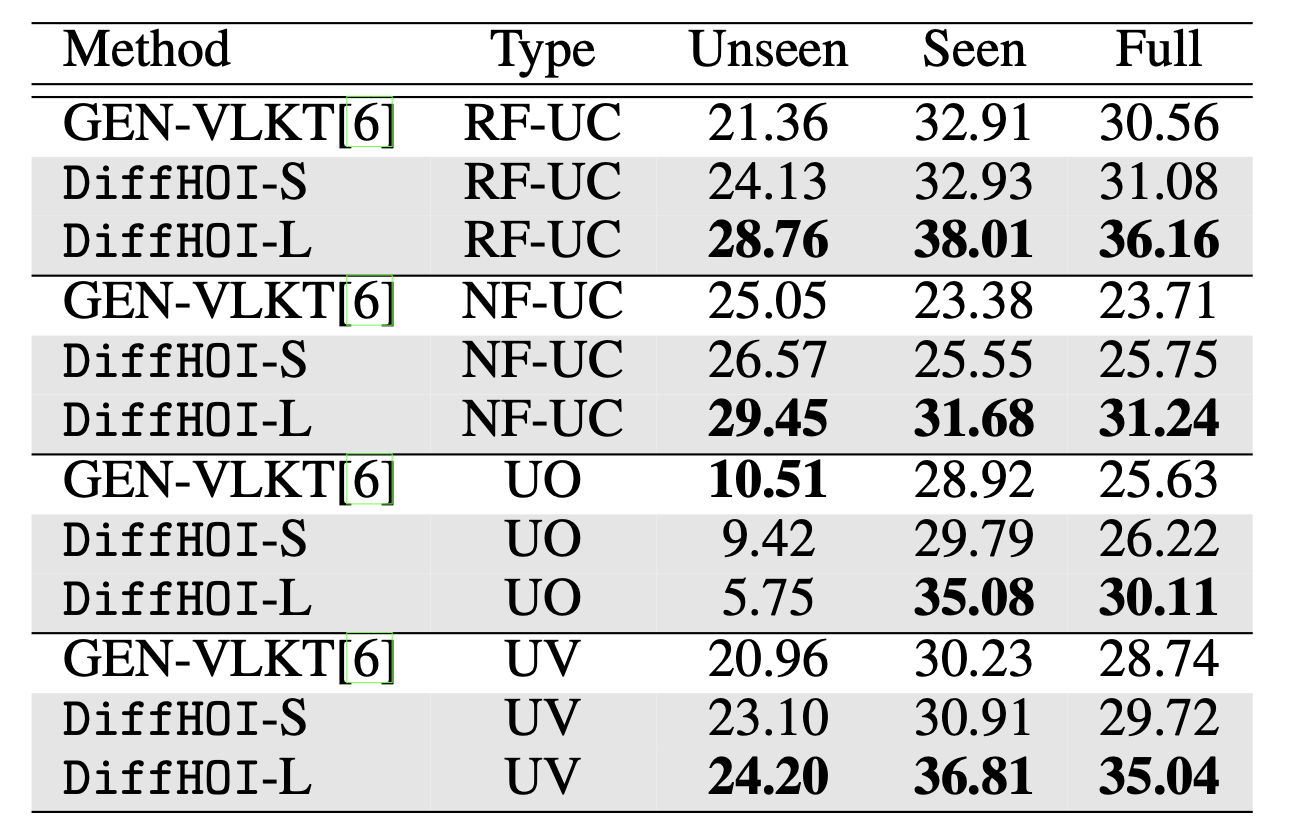 Method Type Unseen Seen Full
GEN-VLKT[6] RF-UC 21.36 32.91 30.56
DiffHOI-S RF-UC 24.13 32.93 31.08
DiffHOI-L RF-UC 28.76 38.01 36.16
GEN-VLKT[6] NF-UC 25.05 23.38 23.71
DiffHOI-S NF-UC 26.57 25.55 25.75
DiffHOI-L NF-UC 29.45 31.68 31.24
GEN-VLKT[6] UO 10.51 28.92 25.63
DiffHOI-S UO 9.42 29.79 26.22
DiffHOI-L UO 5.75 35.08 30.11
GEN-VLKT[6] UV 20.96 30.23 28.74
DiffHOI-S UV 23.10 30.91 29.72
DiffHOI-L UV 24.20 36.81 35.04